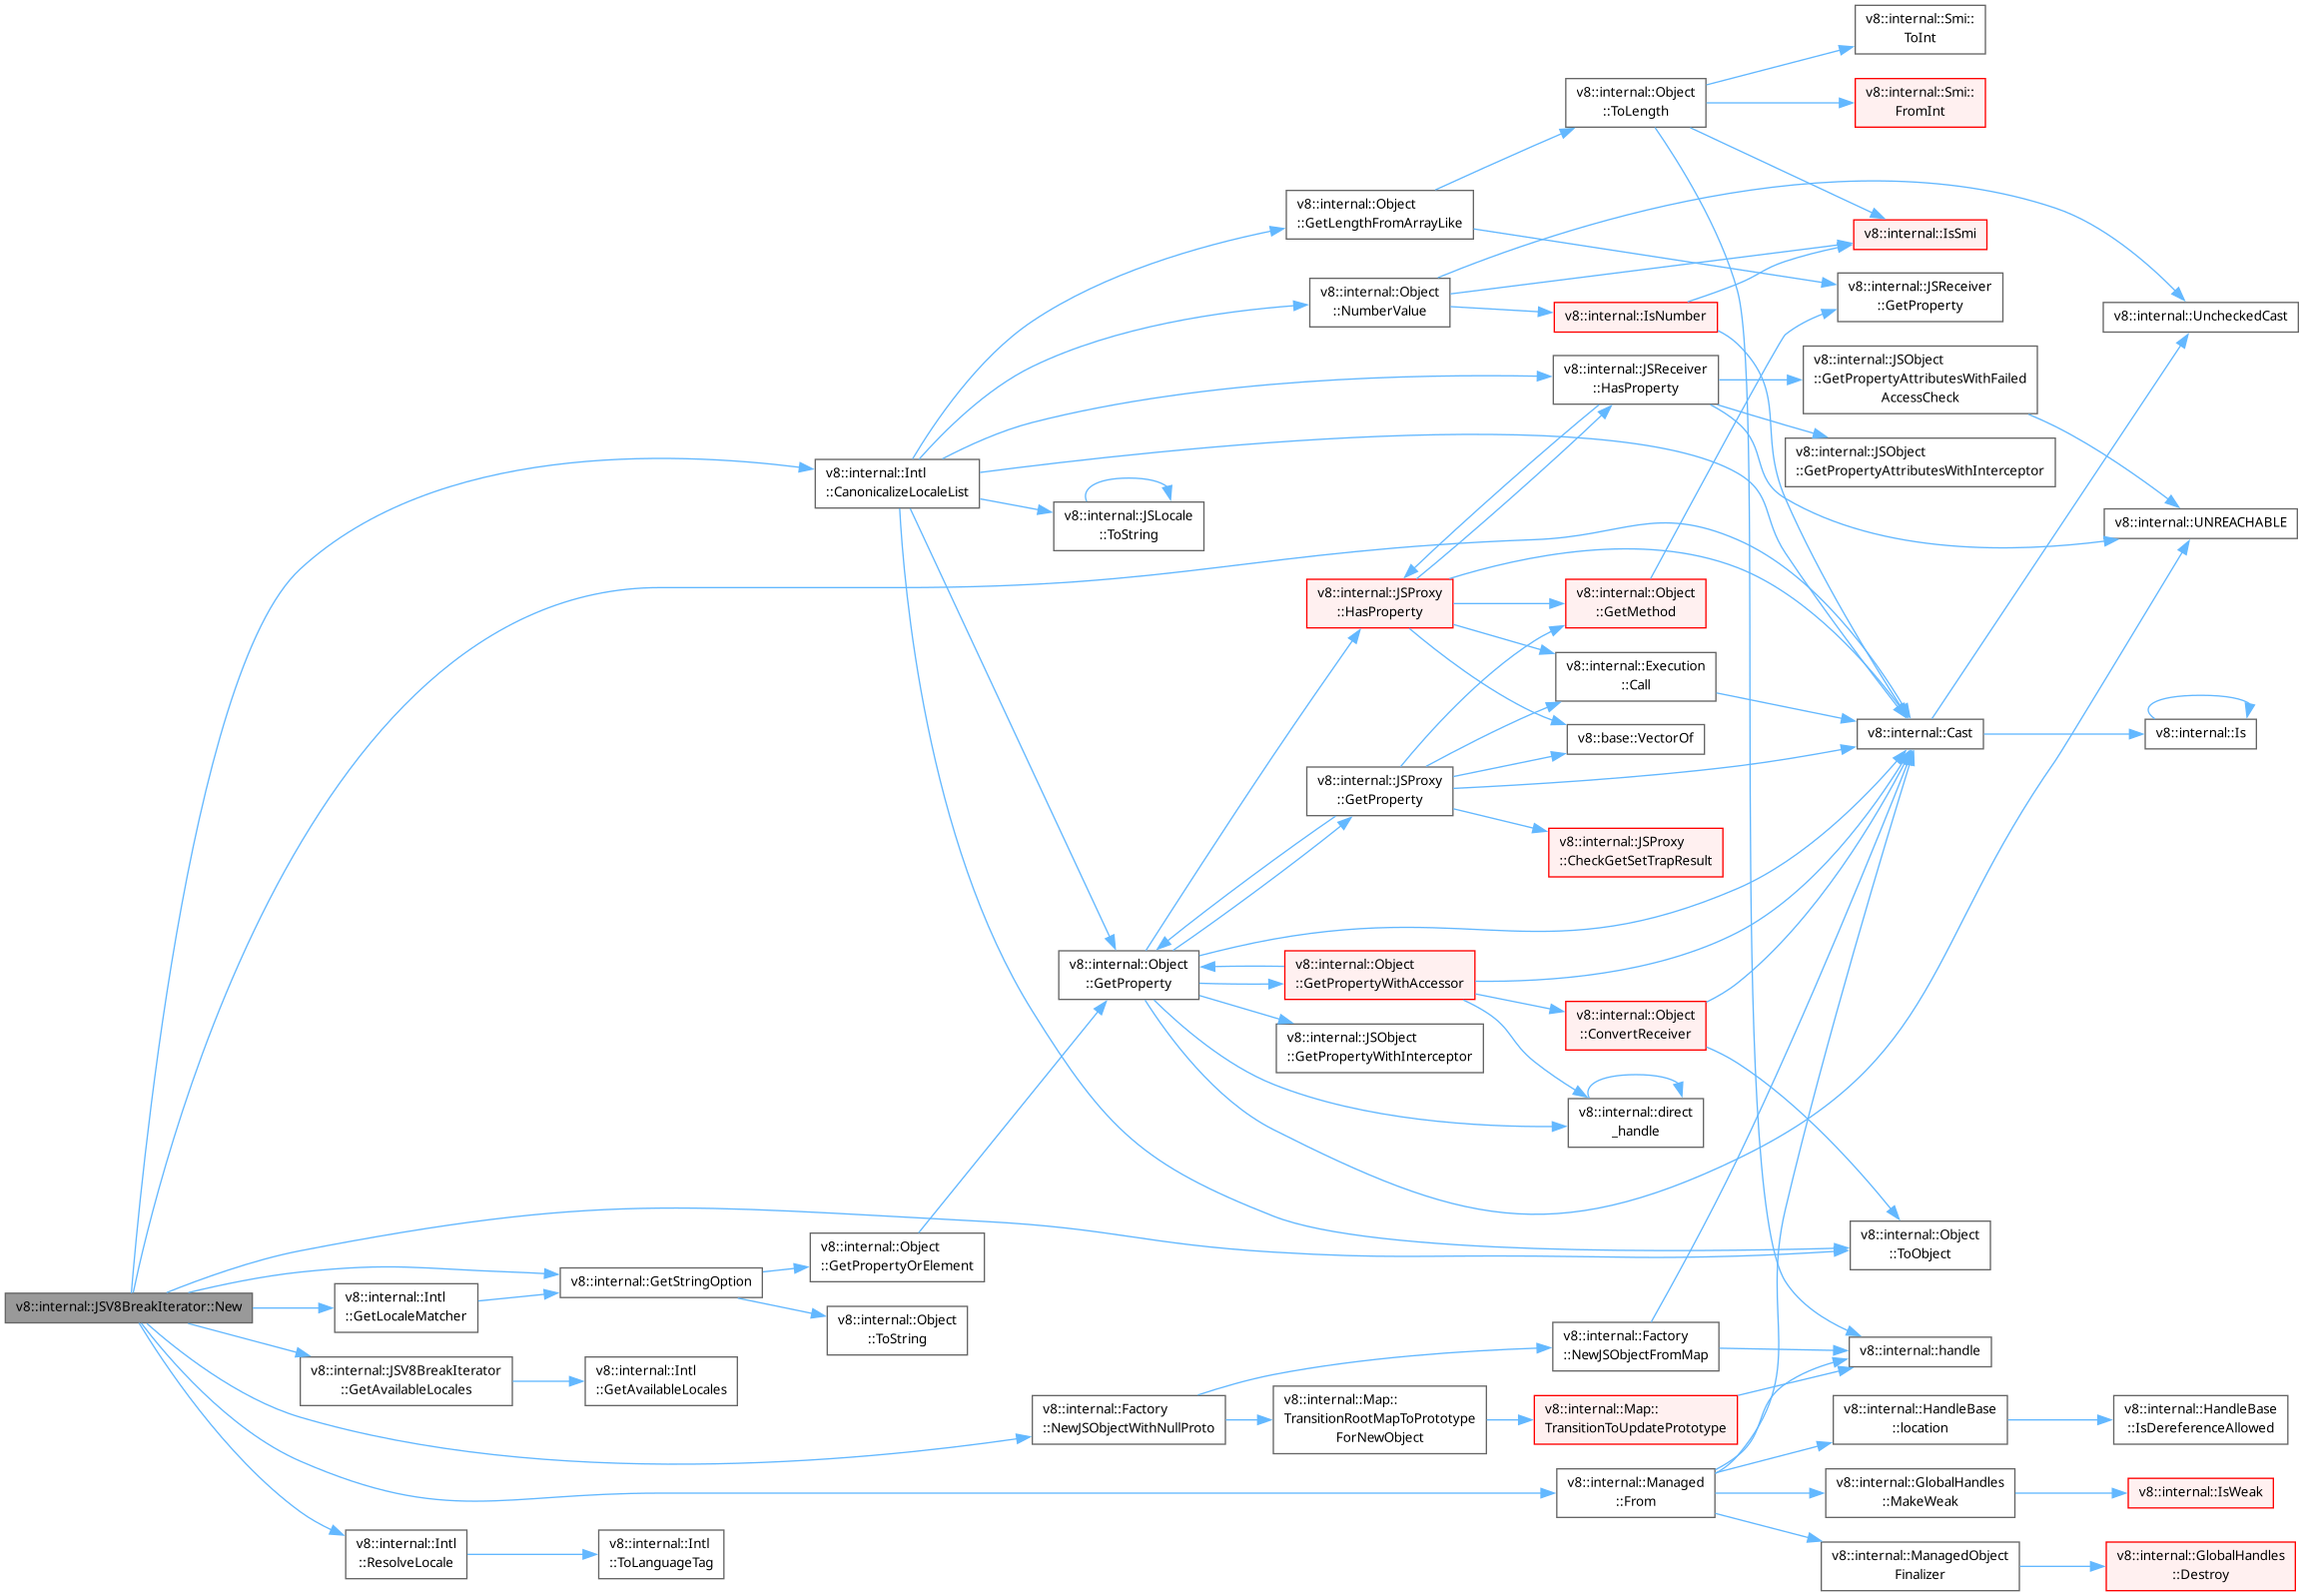 v8::internal::Smi::
ToInt
v8::internal::Object
::ToLength
v8::internal::Smi::
FromInt
v8::internal::Object
::GetLengthFromArrayLike
v8::internal::IsSmi
v8::internal::Object
::NumberValue
v8::internal::IsNumber
v8::internal::JSReceiver
::GetProperty
v8::internal::UncheckedCast
v8::internal::JSReceiver
::HasProperty
v8::internal::JSObject
::GetPropertyAttributesWithFailed
AccessCheck
v8::internal::JSObject
::GetPropertyAttributesWithInterceptor
v8::internal::Intl
::CanonicalizeLocaleList
v8::internal::JSLocale
::ToString
v8::internal::UNREACHABLE
v8::internal::JSProxy
::HasProperty
v8::internal::Object
::GetMethod
v8::internal::Execution
::Call
v8::base::VectorOf
v8::internal::Cast
v8::internal::Is
v8::internal::JSProxy
::GetProperty
v8::internal::JSProxy
::CheckGetSetTrapResult
v8::internal::Object
::GetProperty
v8::internal::Object
::GetPropertyWithAccessor
v8::internal::Object
::ConvertReceiver
v8::internal::JSObject
::GetPropertyWithInterceptor
v8::internal::direct
_handle
v8::internal::Object
::ToObject
v8::internal::Object
::GetPropertyOrElement
v8::internal::GetStringOption
v8::internal::JSV8BreakIterator::New
v8::internal::Intl
::GetLocaleMatcher
v8::internal::Object
::ToString
v8::internal::Factory
::NewJSObjectFromMap
v8::internal::handle
v8::internal::JSV8BreakIterator
::GetAvailableLocales
v8::internal::Intl
::GetAvailableLocales
v8::internal::Factory
::NewJSObjectWithNullProto
v8::internal::Map::
TransitionRootMapToPrototype
ForNewObject
v8::internal::Map::
TransitionToUpdatePrototype
v8::internal::HandleBase
::location
v8::internal::HandleBase
::IsDereferenceAllowed
v8::internal::Managed
::From
v8::internal::GlobalHandles
::MakeWeak
v8::internal::IsWeak
v8::internal::Intl
::ResolveLocale
v8::internal::Intl
::ToLanguageTag
v8::internal::ManagedObject
Finalizer
v8::internal::GlobalHandles
::Destroy